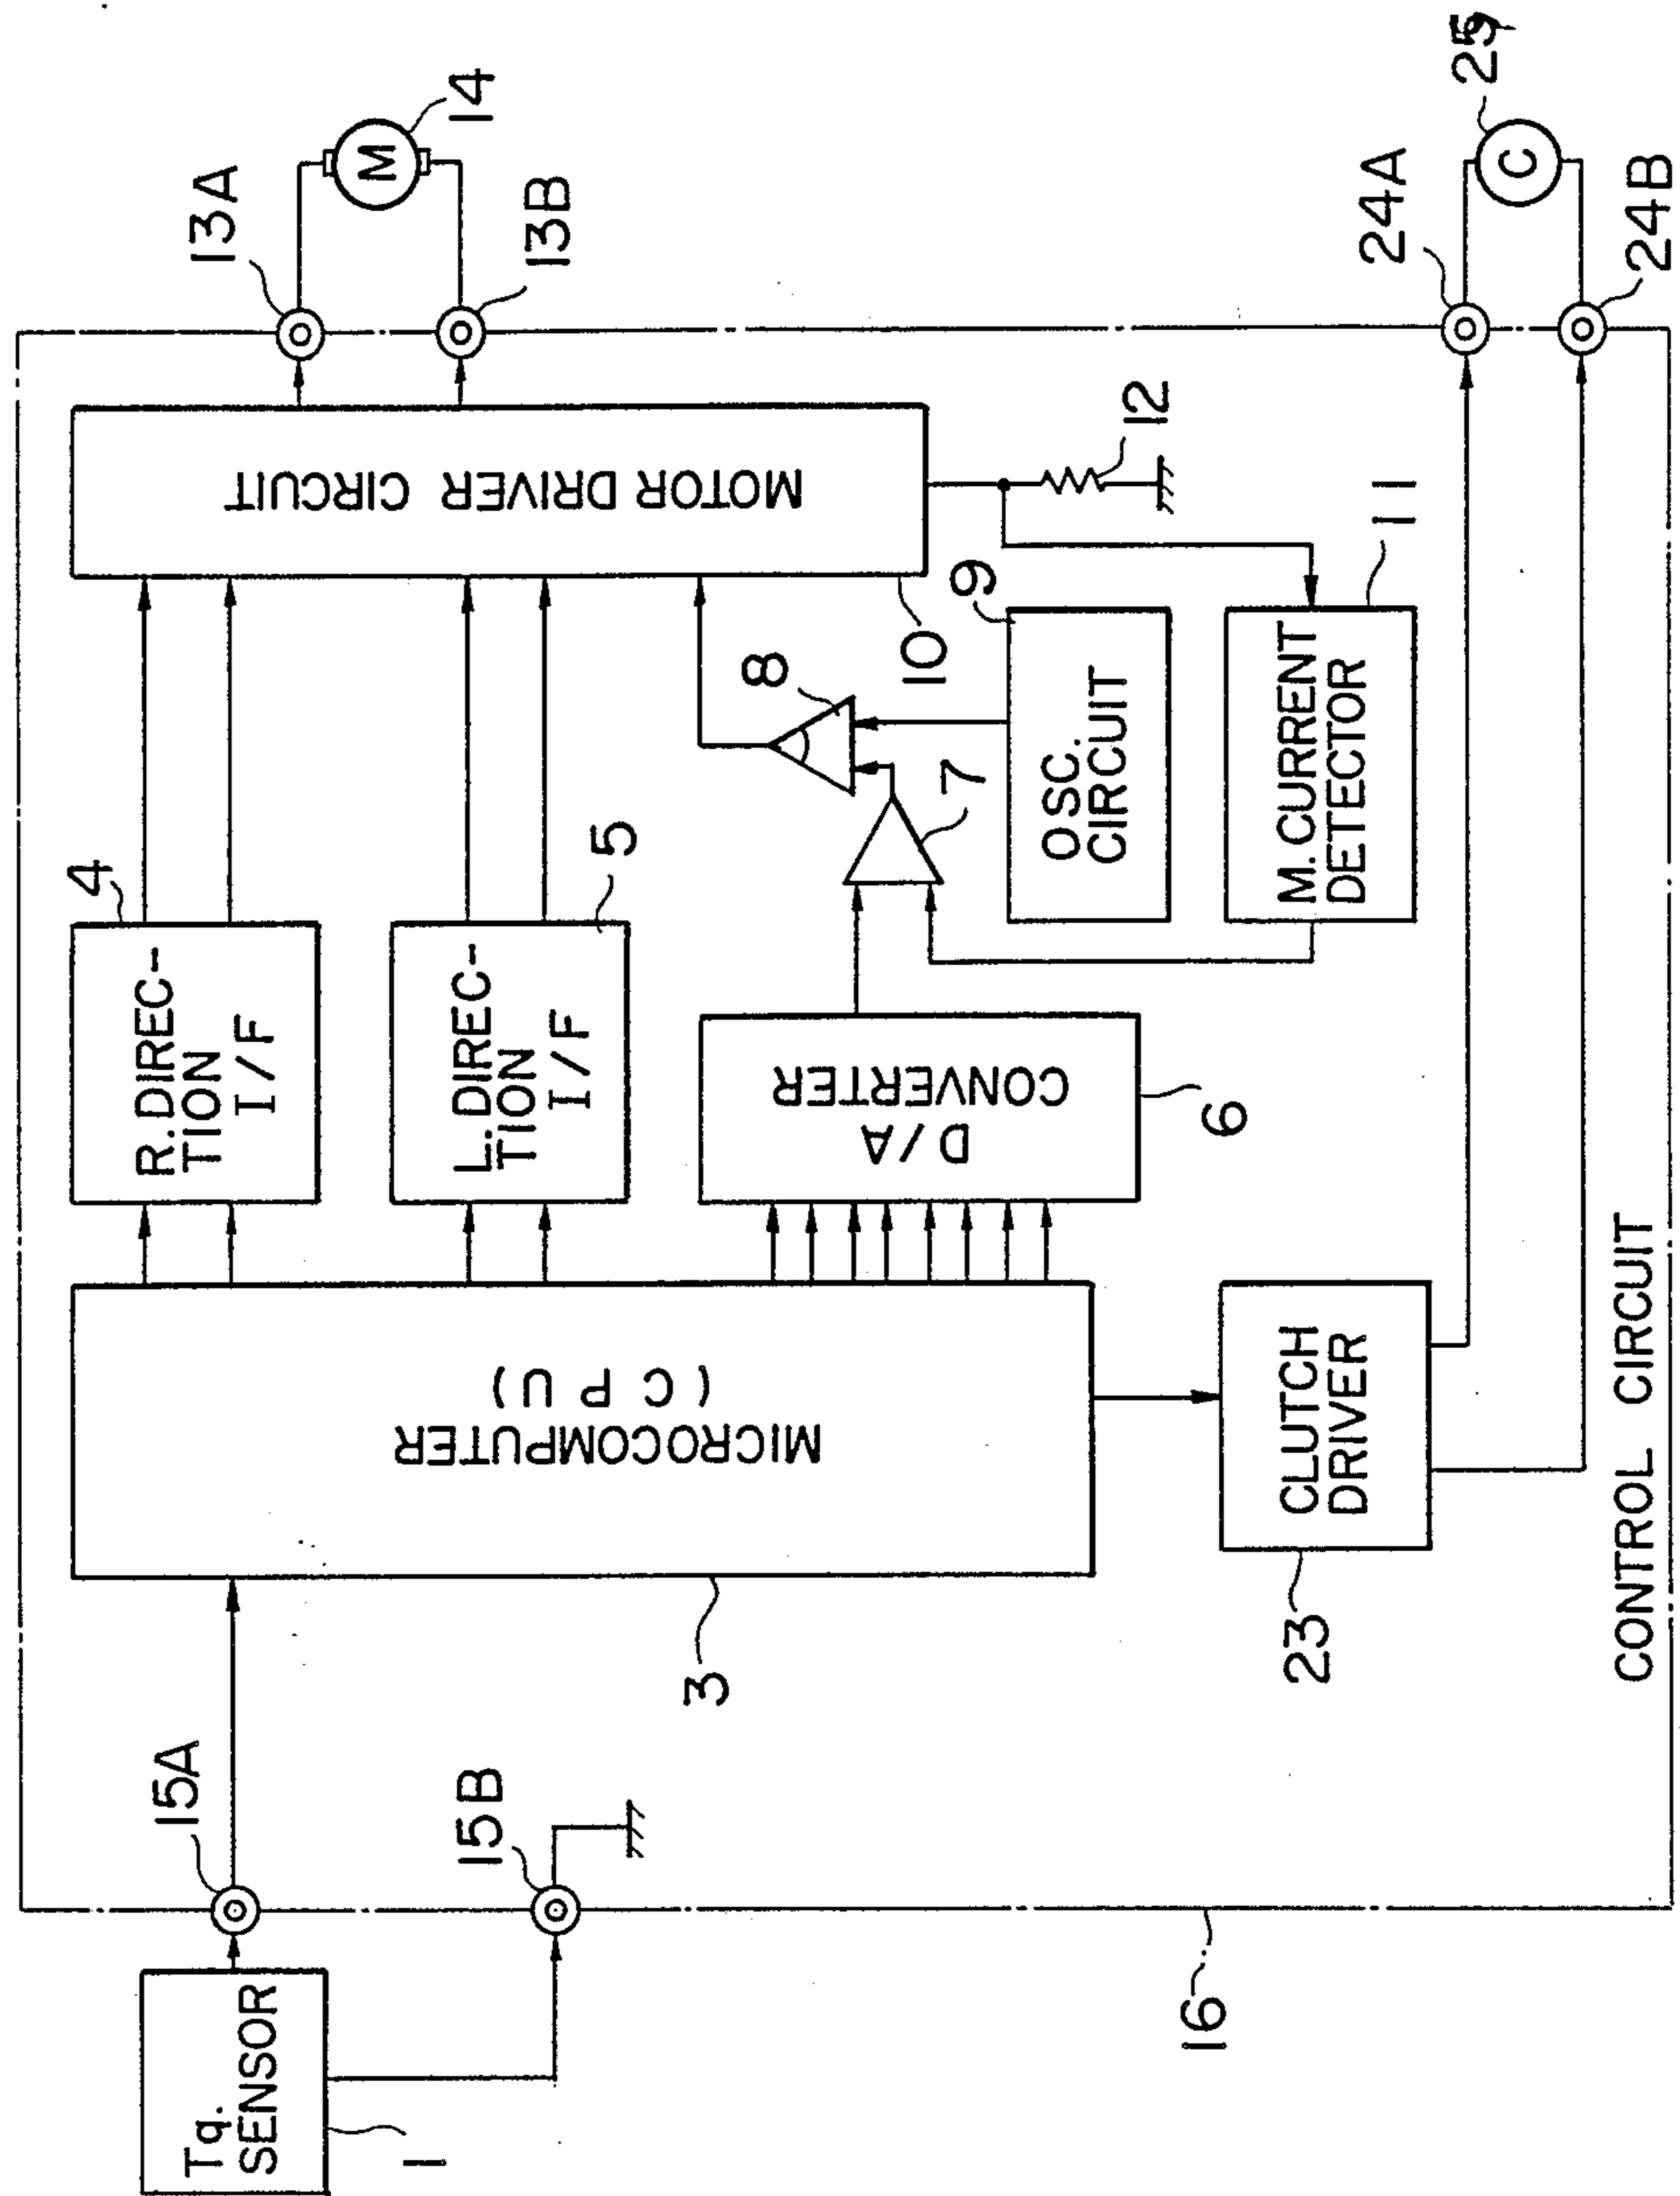 Tq.
SENSOR
1
15A
15B
16
3
MICROCOMPUTER
(CPU)
R.DIREC-
TION
I/F
4
L.DIREC-
TION
I/F
5
D/A
CONVERTER
6
7
8
OSC.
CIRCUIT
9
MOTOR DRIVER CIRCUIT
10
M.CURRENT
DETECTOR
11
12
13A
13B
M
14
CLUTCH
DRIVER
23
24A
24B
C
25
CONTROL CIRCUIT